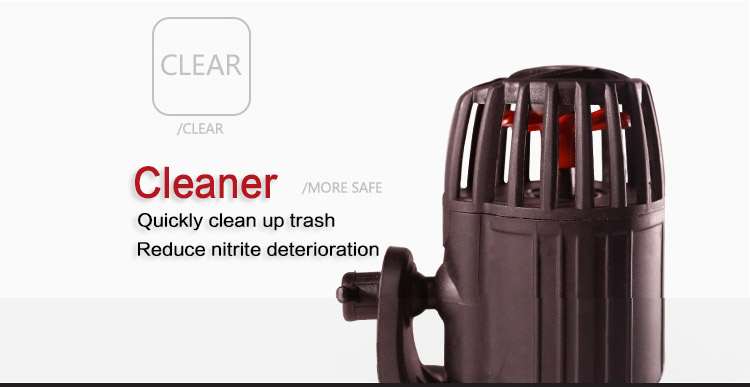 CLEAR
/CLEAR
Cleaner /MORE SAFE
Quickly clean up trash
Reduce nitrite deterioration